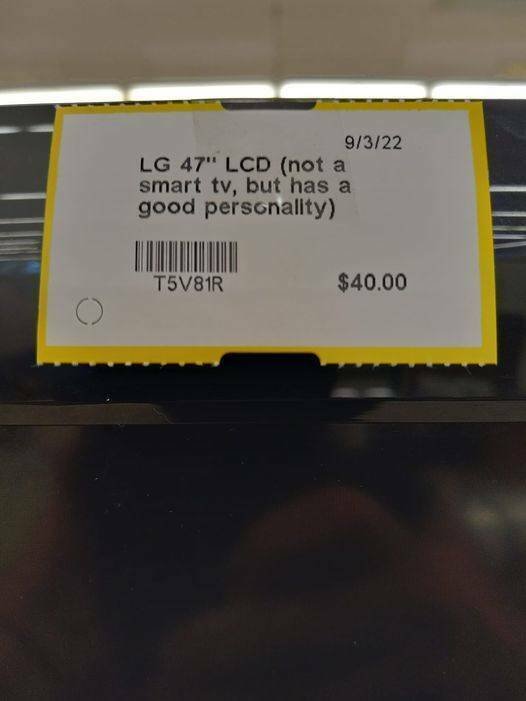 9/3/22
LG 47" LCD (not a
smart tv, but has a
good personality)
T5V81R
$40.00